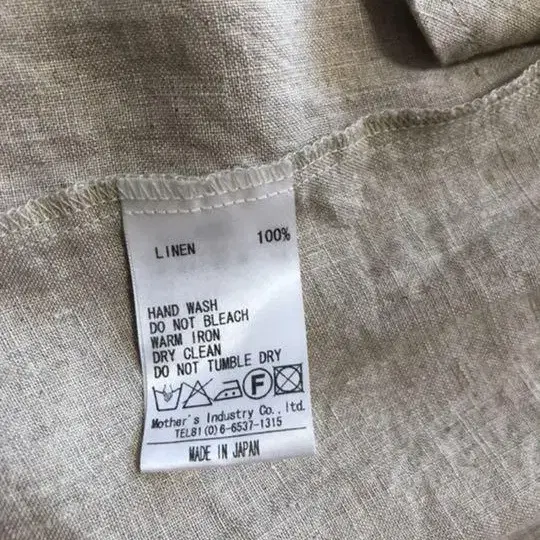 LINEN 100%
HAND WASH
DO NOT BLEACH
WARM IRON
DRY CLEAN
DO NOT TUMBLE DRY
F
Mother's Industry Co., ltd.
TEL81(0)6-6537-1315
MADE IN JAPAN